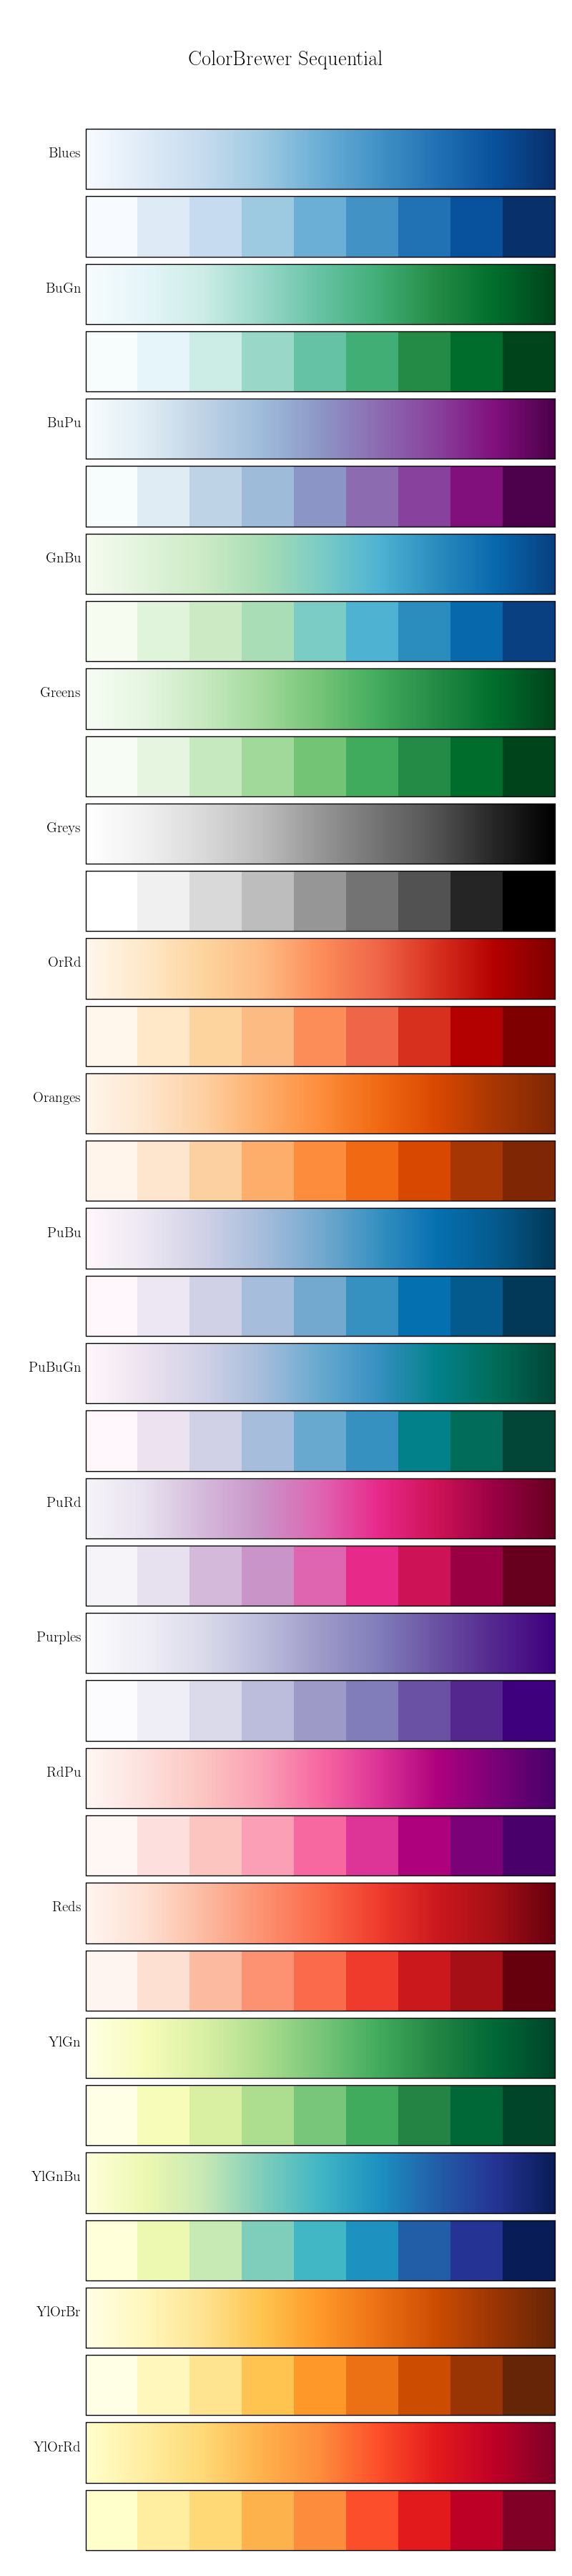 ColorBrewer Sequential
Blues
BuGn
BuPu
GnBu
Greens
Greys
OrRd
Oranges
PuBu
PuBuGn
PuRd
Purples
RdPu
Reds
YlGn
YlGnBu
YlOrBr
YlOrRd